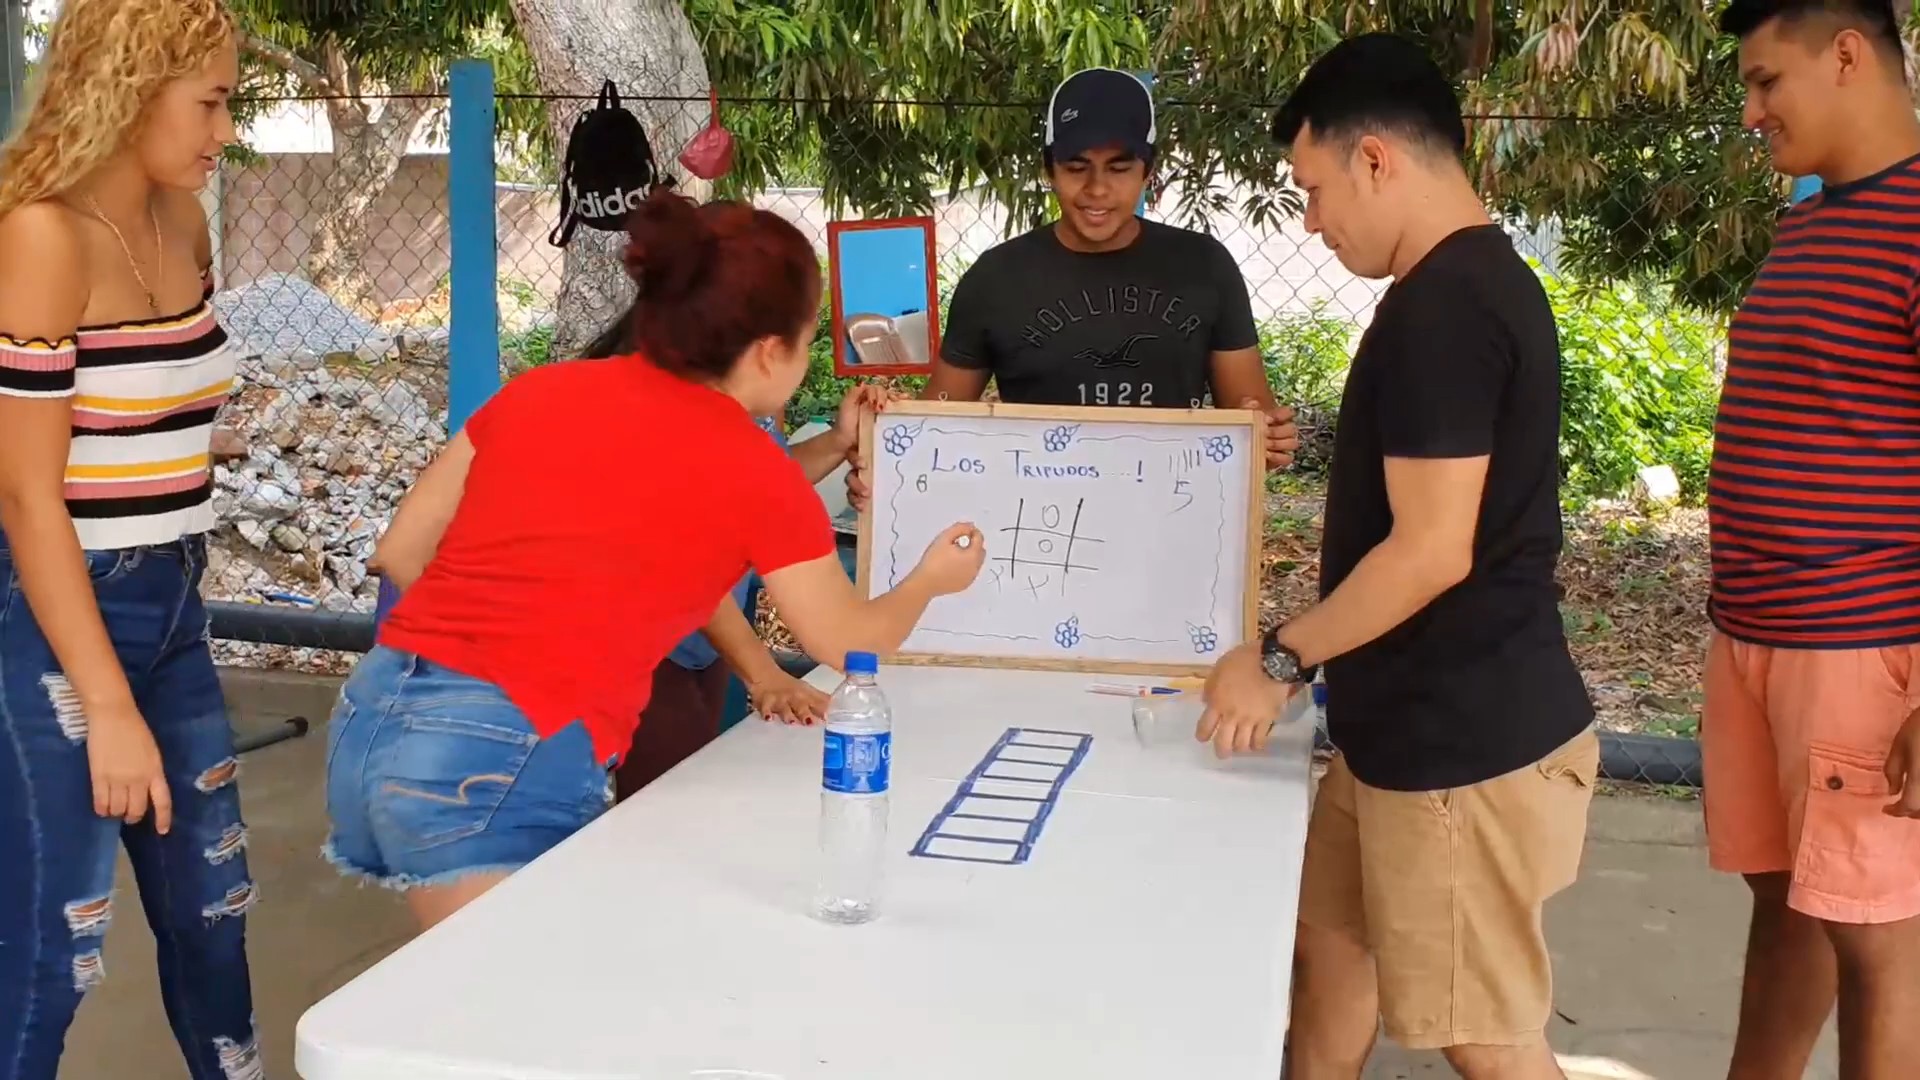 adidas
HOLLISTER
1922
LOS TRIPUDOS....!
6
5
O
O
X X